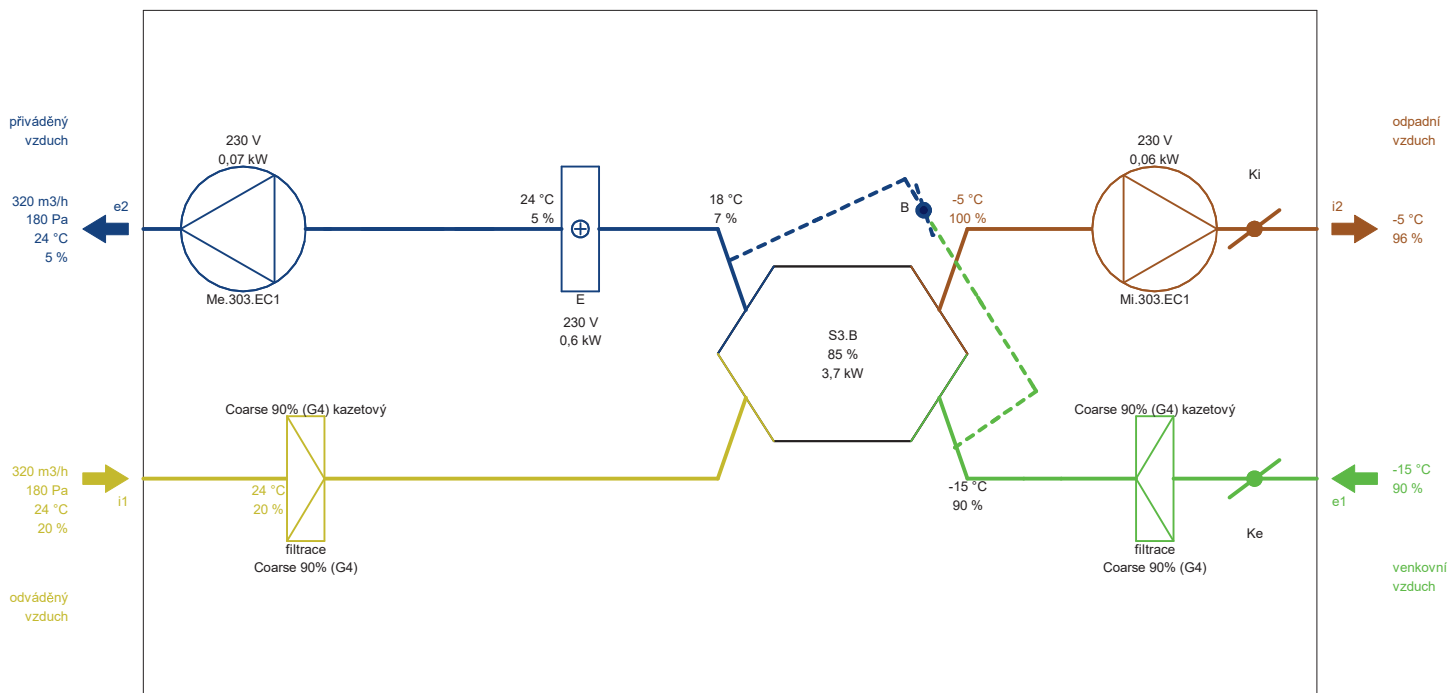 přiváděný
vzduch
320 m3/h
180 Pa
24 °C
5 %
e2
230 V
0,07 kW
Me.303.EC1
24 °C
5 %
E
230 V
0,6 kW
18 °C
7 %
B
-5 °C
100 %
230 V
0,06 kW
Mi.303.EC1
Ki
i2
odpadní
vzduch
-5 °C
96 %
S3.B
85 %
3,7 kW
320 m3/h
180 Pa
24 °C
20 %
i1
odváděný
vzduch
Coarse 90% (G4) kazetový
24 °C
20 %
filtrace
Coarse 90% (G4)
-15 °C
90 %
Coarse 90% (G4) kazetový
filtrace
Coarse 90% (G4)
Ke
e1
-15 °C
90 %
venkovní
vzduch